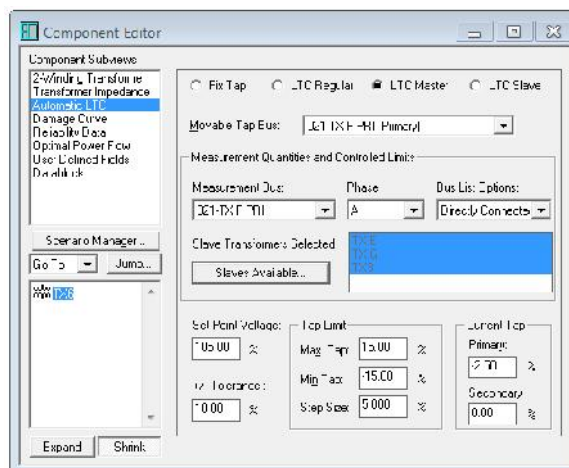 Component Editor
Component Subviews
2-Winding Transforme
Transformer Impedance
Automatic LTC
Damage Curve
Reliability Data
Optimal Power Flow
User Defined Fields
Datablock
Scenario Manager...
Go To
Jump...
Expand
Shrink
Fix Tap
LTC Regular
LTC Master
LTC Slave
Movable Tap Bus:
Measurement Quantities and Controled Limits
Measurement Bus:
Phase
Bus List Options:
A
Directly Connecte
Slave Transformers Selected
Slaves Available...
Set Point Voltage:
105.00 %
+/- Tolerance:
10.00 %
Tap Limit
Max Tap: 15.00 %
Min Tap: -15.00 %
Step Size: 5.000 %
Current Tap
Primary:
%
Secondary
0.00 %